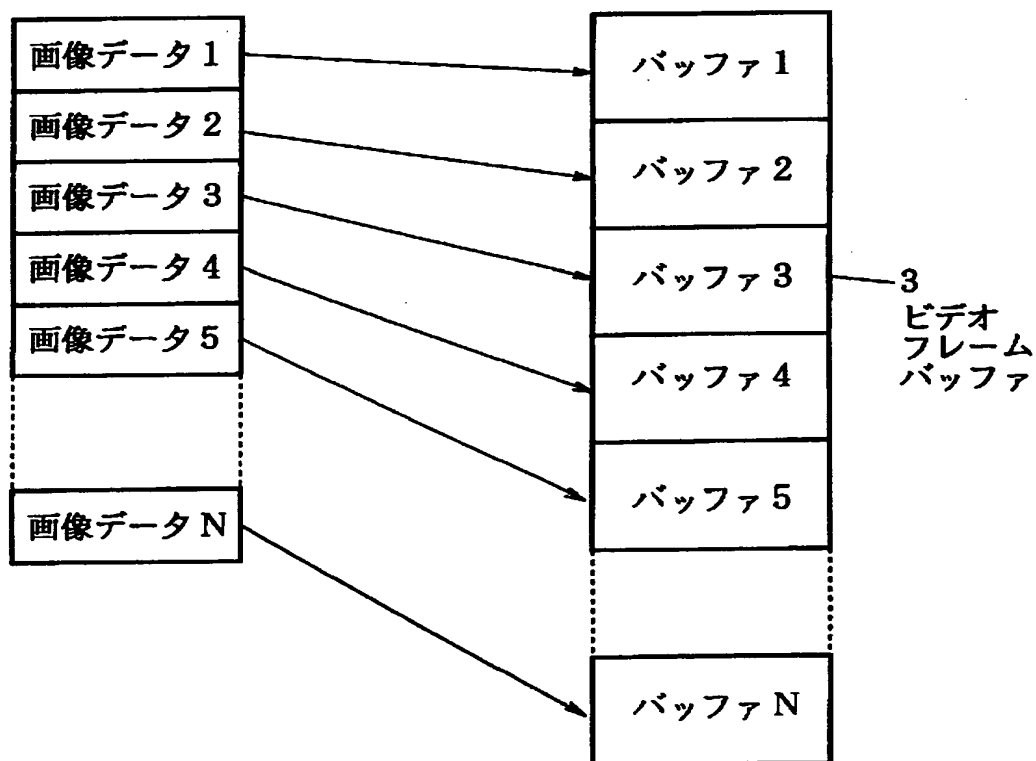 画像データ1
画像データ2
画像データ3
画像データ4
画像データ5
画像データN
バッファ1
バッファ2
バッファ3
バッファ4
バッファ5
バッファN
3
ビデオ
フレーム
バッファ